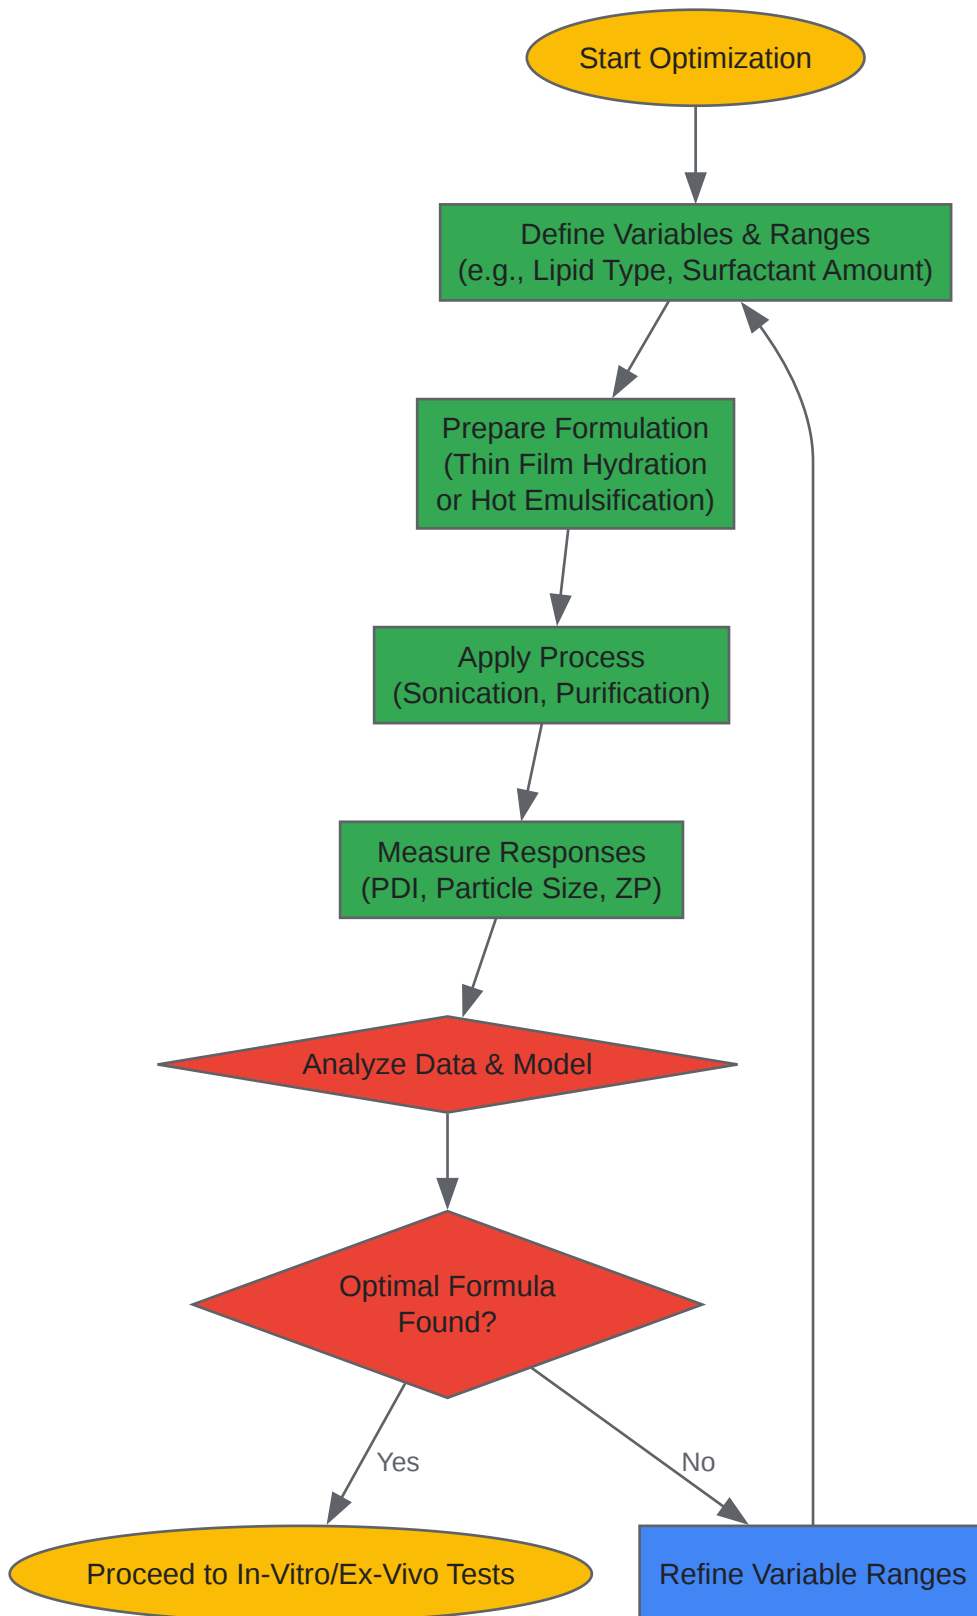 Start Optimization
Define Variables & Ranges
(e.g., Lipid Type, Surfactant Amount)
Prepare Formulation
(Thin Film Hydration
or Hot Emulsification)
Apply Process
(Sonication, Purification)
Measure Responses
(PDI, Particle Size, ZP)
Analyze Data & Model
Optimal Formula
Found?
Yes
No
Proceed to In-Vitro/Ex-Vivo Tests
Refine Variable Ranges